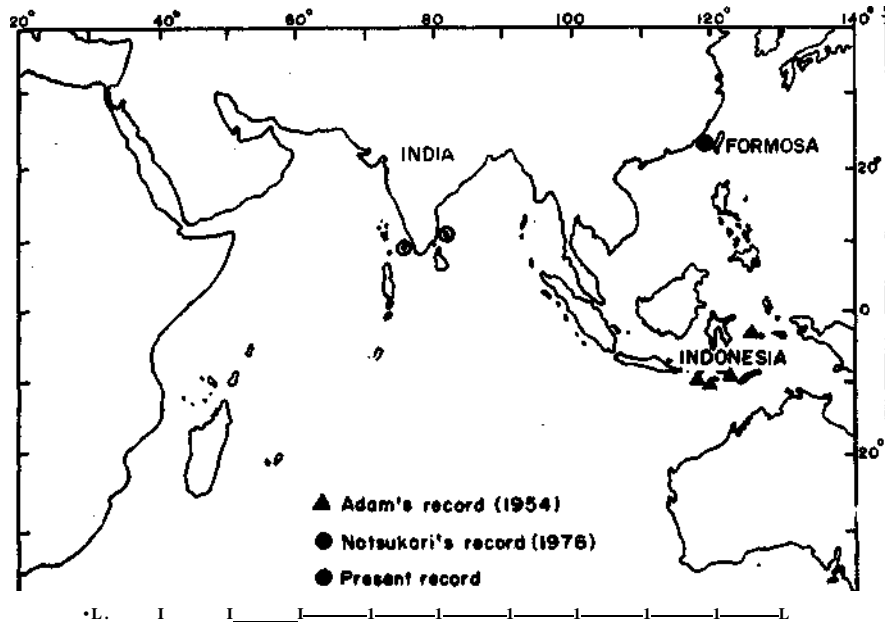 20° 40° 60° 80 100 120° 140°
INDIA
FORMOSA
20°
0
INDONESIA
20°
▲ Adam's record (1954)
● Natsukari's record (1976)
● Present record
•L. I I I I I I I I I L